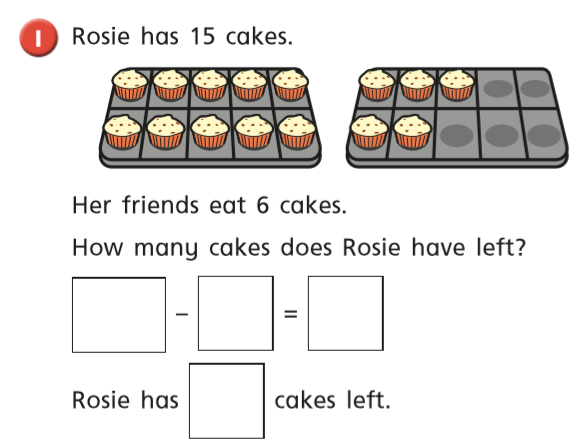 1 Rosie has 15 cakes.
Her friends eat 6 cakes.
How many cakes does Rosie have left?
– =
Rosie has cakes left.